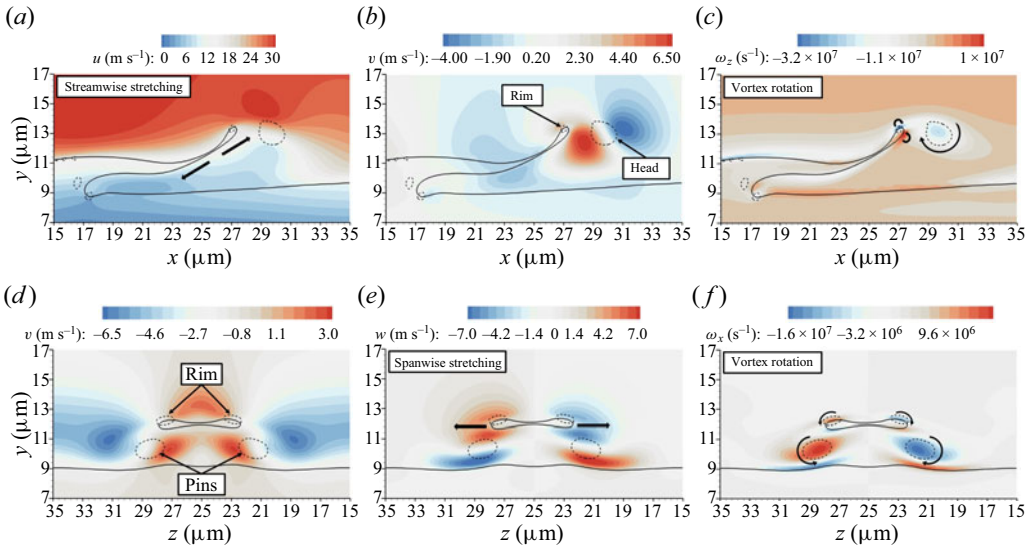 (a) (b) (c)
u (m s⁻¹): 0 6 12 18 24 30
v (m s⁻¹) −4.00 −1.90 0.20 2.30 4.40 6.50
ω_z (s⁻¹) −3.2 × 10⁷ −1.1 × 10⁷ 1 × 10⁷
17 Streamwise stretching
15
13
11
9
7
y (μm)
15 17 19 21 23 25 27 29 31 33 35
x (μm)
17
15
13
11
9
7
Rim
Head
15 17 19 21 23 25 27 29 31 33 35
x (μm)
17 Vortex rotation
15
13
11
9
7
15 17 19 21 23 25 27 29 31 33 35
x (μm)
(d) (e) (f)
v (m s⁻¹) −6.5 −4.6 −2.7 −0.8 1.1 3.0
w (m s⁻¹) −7.0 −4.2 −1.4 0 1.4 4.2 7.0
ω_x (s⁻¹): −1.6 × 10⁷ −3.2 × 10⁶ 9.6 × 10⁶
17
15
13
11
9
7
y (μm)
Rim
Pins
35 33 31 29 27 25 23 21 19 17 15
z (μm)
17 Spanwise stretching
15
13
11
9
7
35 33 31 29 27 25 23 21 19 17 15
z (μm)
17 Vortex rotation
15
13
11
9
7
35 33 31 29 27 25 23 21 19 17 15
z (μm)